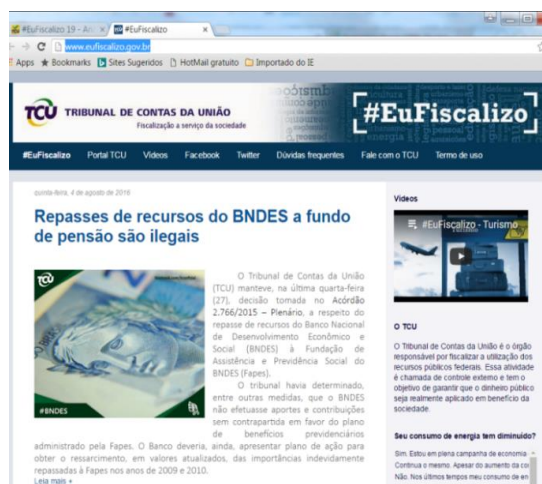 #EuFiscalizo 19 - A
#EuFiscalizo
www.eufiscalizo.gov.br
Apps Bookmarks Sites Sugeridos HotMail gratuito Importado do IE
TCU TRIBUNAL DE CONTAS DA UNIÃO
Fiscalização a serviço da sociedade
[#EuFiscalizo]
#EuFiscalizo Portal TCU Videos Facebook Twitter Dúvidas frequentes Fale com o TCU Termo de uso
quinta-feira, 4 de agosto de 2016
Repasses de recursos do BNDES a fundo
de pensão são ilegais
O Tribunal de Contas da União
(TCU) manteve, na última quarta-feira
(27), decisão tomada no Acórdão
2.766/2015 – Plenário, a respeito do
repasse de recursos do Banco Nacional
de Desenvolvimento Econômico e
Social (BNDES) à Fundação de
Assistência e Previdência Social do
BNDES (Fapes).
O tribunal havia determinado,
entre outras medidas, que o BNDES
não efetuasse aportes e contribuições
sem contrapartida em favor do plano
de benefícios previdenciários
administrado pela Fapes. O Banco deveria, ainda, apresentar plano de ação para
obter o ressarcimento, em valores atualizados, das importâncias indevidamente
repassadas à Fapes nos anos de 2009 e 2010.
Leia mais +
tcu
#BNDES
Videos
#EuFiscalizo - Turismo
O TCU
O Tribunal de Contas da União é o órgão
responsável por fiscalizar a utilização dos
recursos públicos federais. Essa atividade
é chamada de controle externo e tem o
objetivo de garantir que o dinheiro público
seja realmente aplicado em benefício da
sociedade.
Seu consumo de energia tem diminuído?
Sim. Estou em plena campanha de economia
Continua o mesmo. Apesar do aumento da co
Não. Nos últimos tempos meu consumo de en